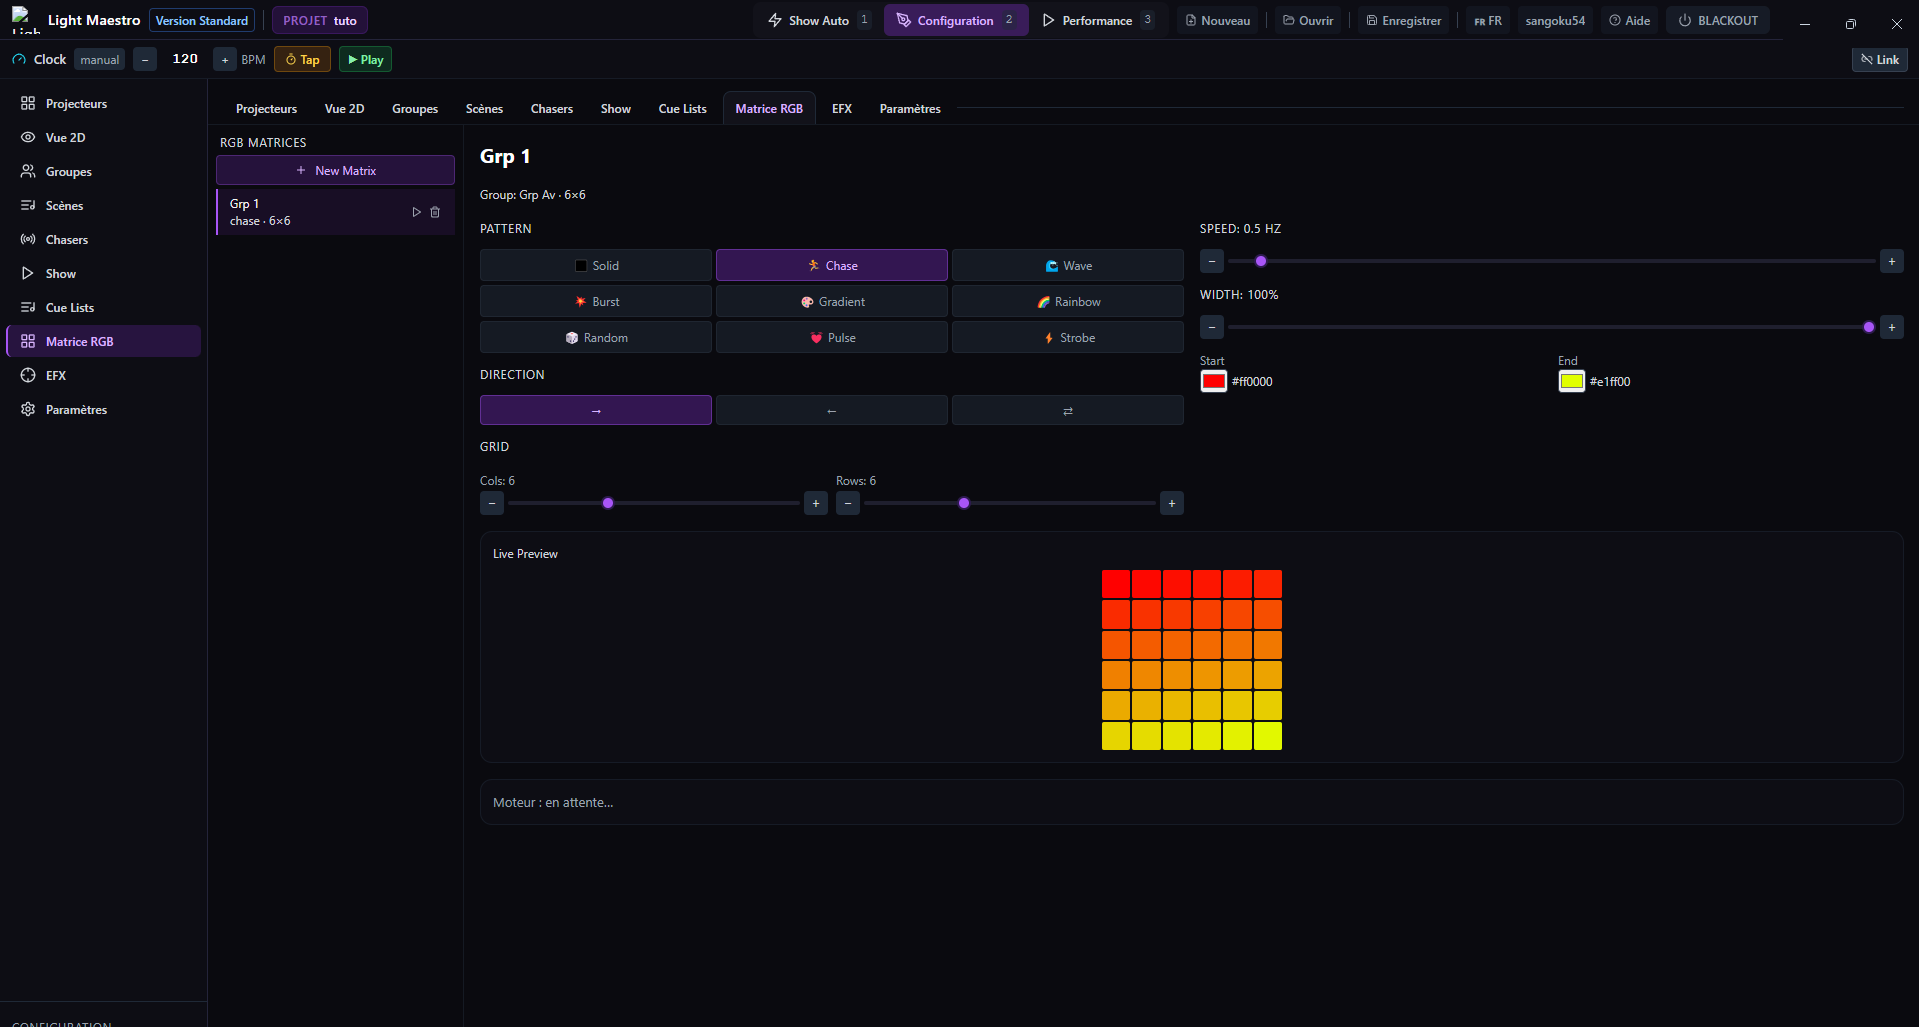 Light Maestro Version Standard PROJET tuto Show Auto 1 Configuration 2 Performance 3 Nouveau Ouvrir Enregistrer FR FR sangoku54 Aide BLACKOUT
Clock manual − 120 + BPM Tap Play Link
Projecteurs
Vue 2D
Groupes
Scènes
Chasers
Show
Cue Lists
Matrice RGB
EFX
Paramètres
Projecteurs Vue 2D Groupes Scènes Chasers Show Cue Lists Matrice RGB EFX Paramètres
RGB MATRICES
+ New Matrix
Grp 1
chase · 6×6
Grp 1
Group: Grp Av · 6×6
PATTERN
Solid Chase Wave
Burst Gradient Rainbow
Random Pulse Strobe
DIRECTION
→ ← ⇄
GRID
Cols: 6 Rows: 6
− + − +
SPEED: 0.5 HZ
− +
WIDTH: 100%
− +
Start End
#ff0000 #e1ff00
Live Preview
Moteur : en attente...
CONFIGURATION